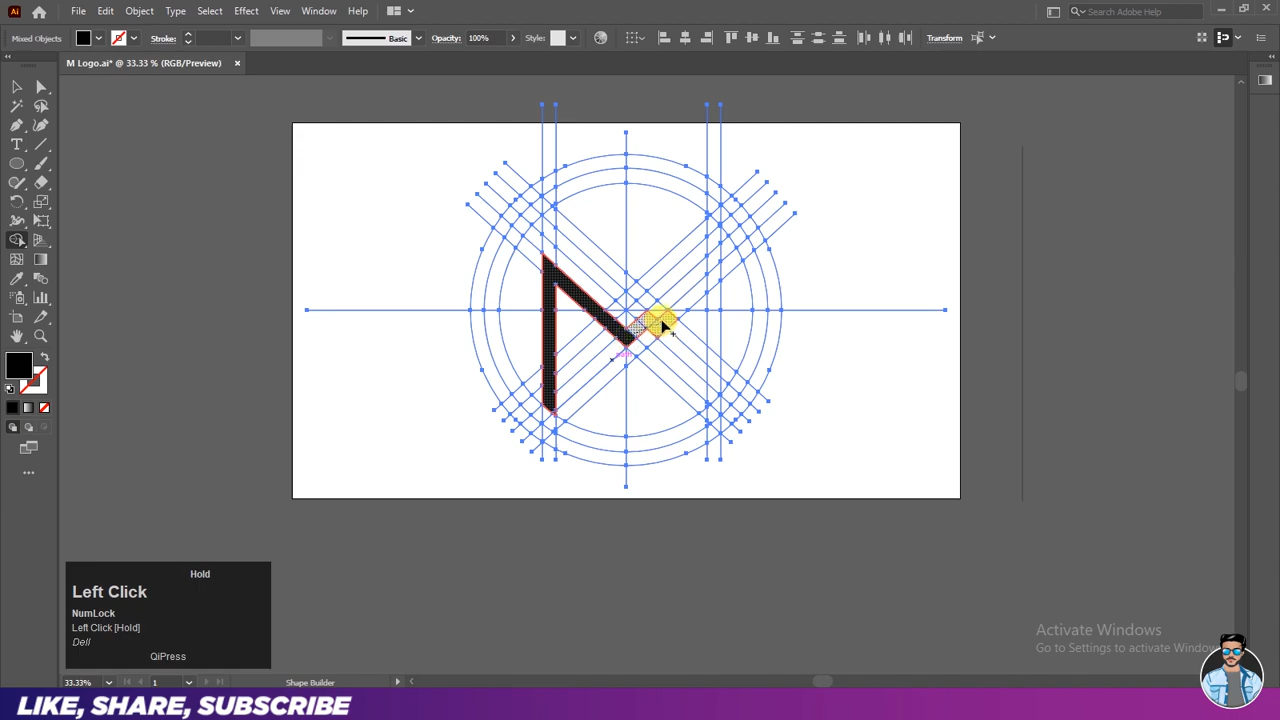 Ai
File Edit Object Type Select Effect View Window Help
Search Adobe Help
Mixed Objects
Stroke:
Basic
Opacity: 100%
Style:
Transform
M Logo.ai* @ 33.33 % (RGB/Preview)
path
Hold
Left Click
NumLock
Left Click [Hold]
Dell
QiPress
Activate Windows
Go to Settings to activate Windows
33.33% 1 Shape Builder
LIKE, SHARE, SUBSCRIBE